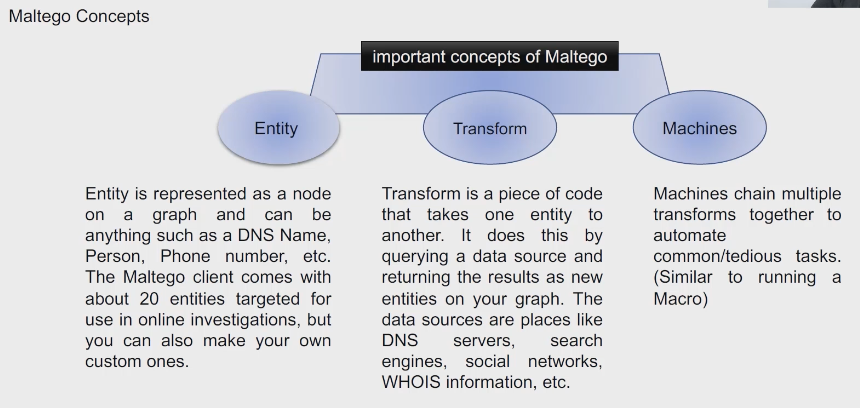 Maltego Concepts
important concepts of Maltego
Entity
Transform
Machines
Entity is represented as a node
on a graph and can be
anything such as a DNS Name,
Person, Phone number, etc.
The Maltego client comes with
about 20 entities targeted for
use in online investigations, but
you can also make your own
custom ones.
Transform is a piece of code
that takes one entity to
another. It does this by
querying a data source and
returning the results as new
entities on your graph. The
data sources are places like
DNS servers, search
engines, social networks,
WHOIS information, etc.
Machines chain multiple
transforms together to
automate
common/tedious tasks.
(Similar to running a
Macro)